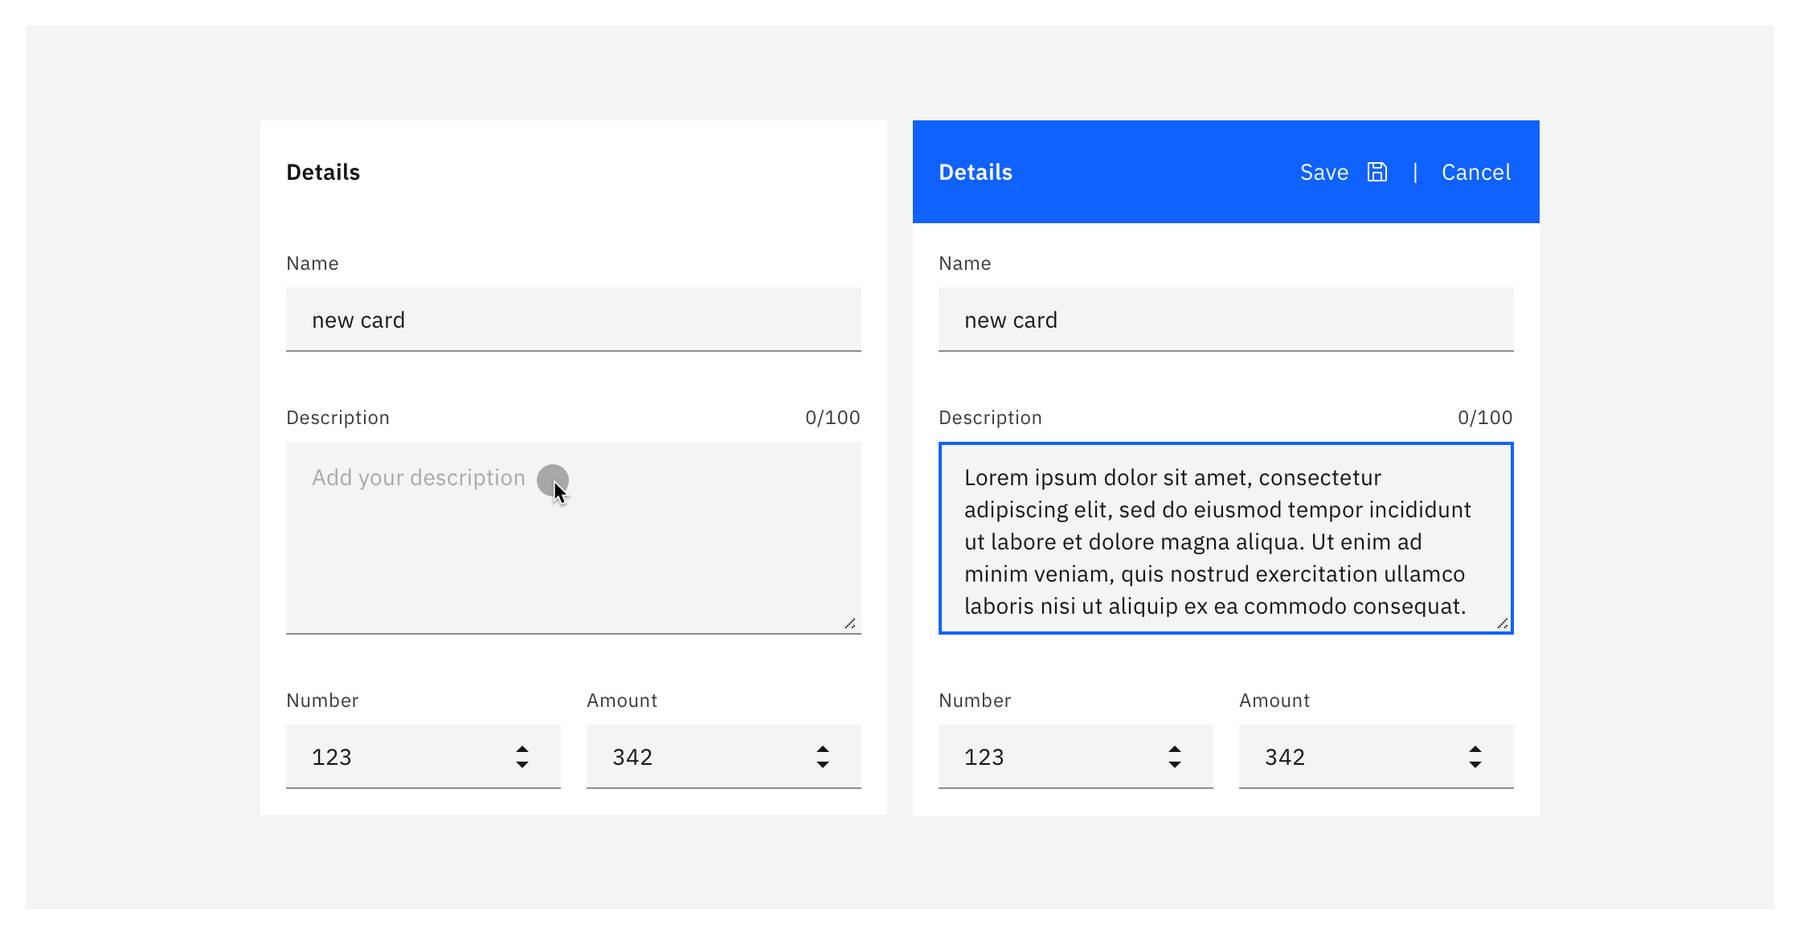 Details
Name
new card
Description 0/100
Add your description
Number Amount
123 342
Details Save | Cancel
Name
new card
Description 0/100
Lorem ipsum dolor sit amet, consectetur
adipiscing elit, sed do eiusmod tempor incididunt
ut labore et dolore magna aliqua. Ut enim ad
minim veniam, quis nostrud exercitation ullamco
laboris nisi ut aliquip ex ea commodo consequat.
Number Amount
123 342